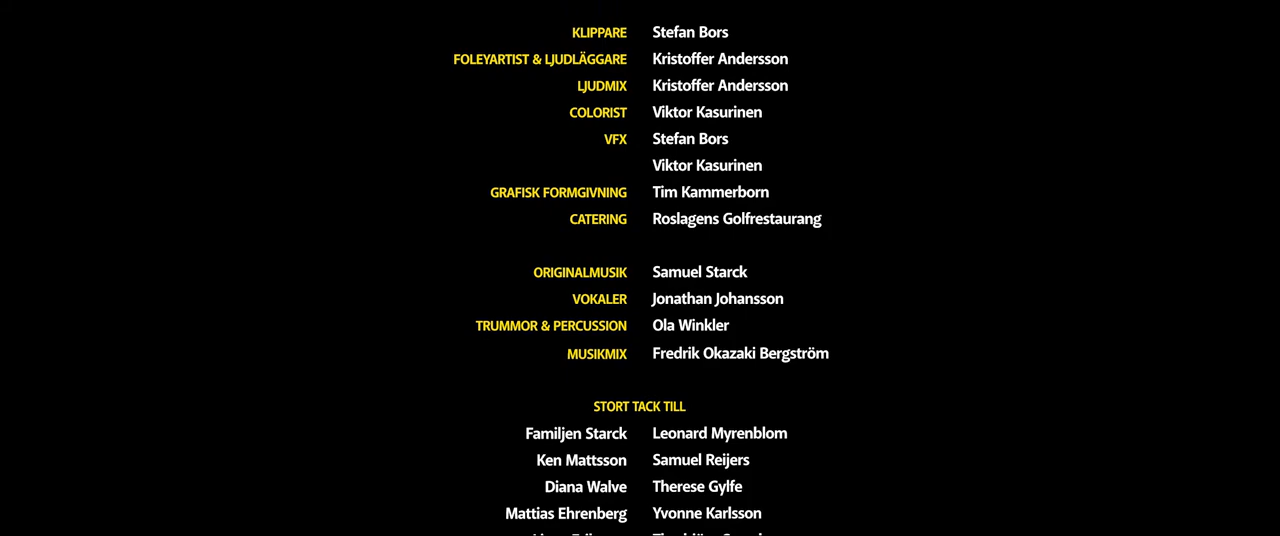 KLIPPARE Stefan Bors
FOLEYARTIST & LJUDLÄGGARE Kristoffer Andersson
LJUDMIX Kristoffer Andersson
COLORIST Viktor Kasurinen
VFX Stefan Bors
Viktor Kasurinen
GRAFISK FORMGIVNING Tim Kammerborn
CATERING Roslagens Golfrestaurang
ORIGINALMUSIK Samuel Starck
VOKALER Jonathan Johansson
TRUMMOR & PERCUSSION Ola Winkler
MUSIKMIX Fredrik Okazaki Bergström
STORT TACK TILL
Familjen Starck Leonard Myrenblom
Ken Mattsson Samuel Reijers
Diana Walve Therese Gylfe
Mattias Ehrenberg Yvonne Karlsson